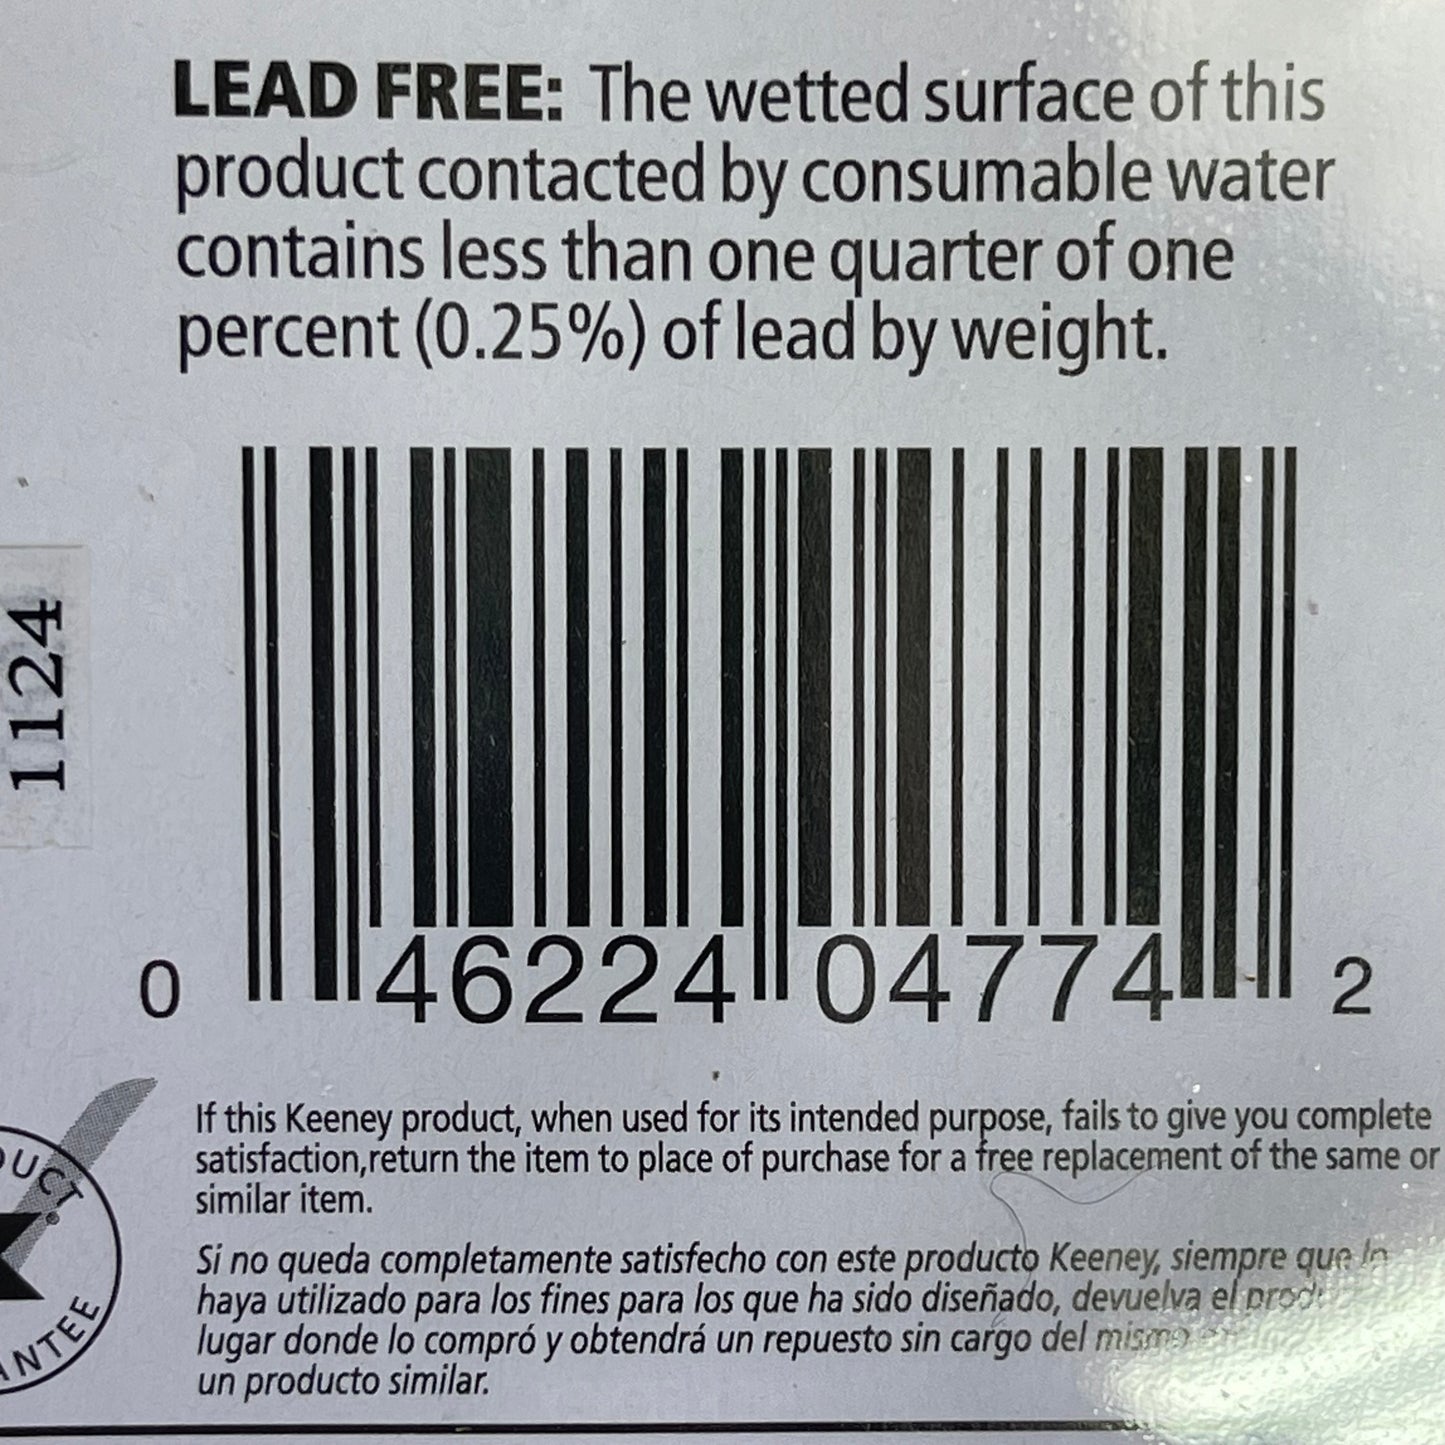 LEAD FREE: The wetted surface of this
product contacted by consumable water
contains less than one quarter of one
percent (0.25%) of lead by weight.
1124
0 46224 04774 2
If this Keeney product, when used for its intended purpose, fails to give you complete
satisfaction,return the item to place of purchase for a free replacement of the same or
similar item.
Si no queda completamente satisfecho con este producto Keeney, siempre que lo
haya utilizado para los fines para los que ha sido diseñado, devuelva el
lugar donde lo compró y obtendrá un repuesto sin cargo del mismo
un producto similar.